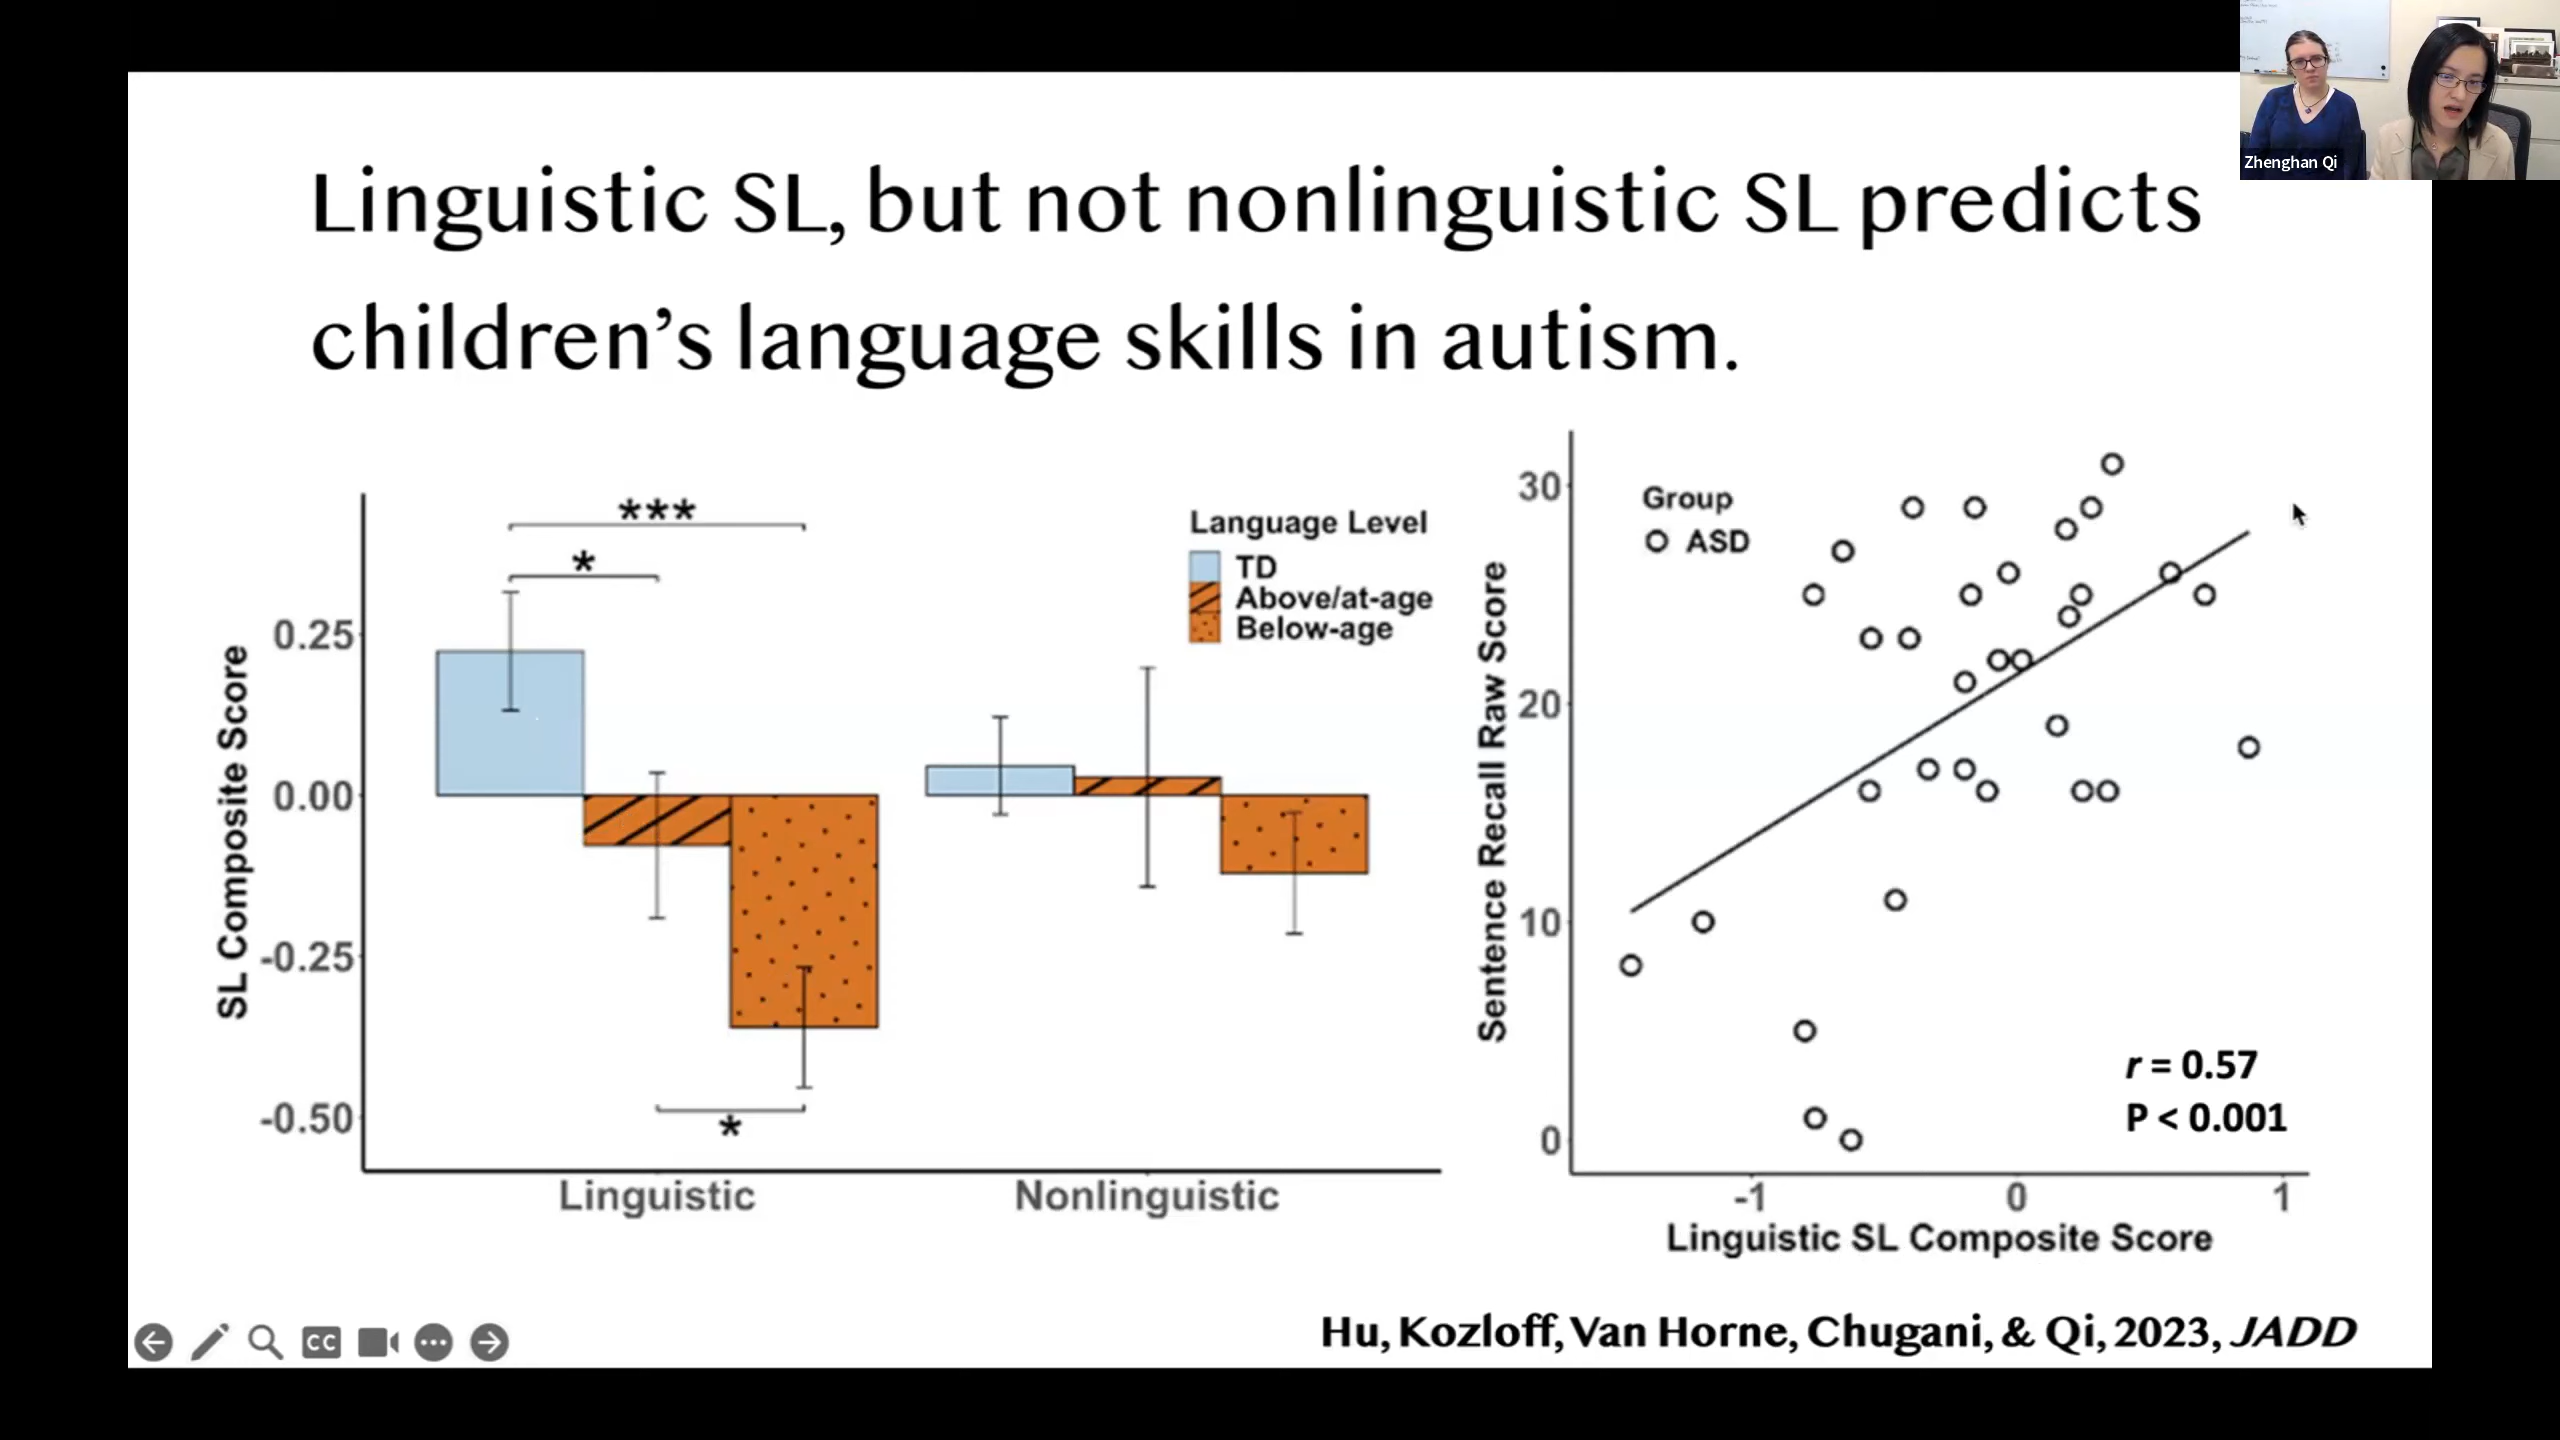 Zhenghan Qi
Linguistic SL, but not nonlinguistic SL predicts
children’s language skills in autism.
***
*
Language Level
TD
Above/at-age
Below-age
0.25
0.00
-0.25
-0.50
SL Composite Score
*
Linguistic
Nonlinguistic
Group
ASD
30
20
10
0
Sentence Recall Raw Score
r = 0.57
P < 0.001
-1
0
1
Linguistic SL Composite Score
CC
Hu, Kozloff, Van Horne, Chugani, & Qi, 2023, JADD